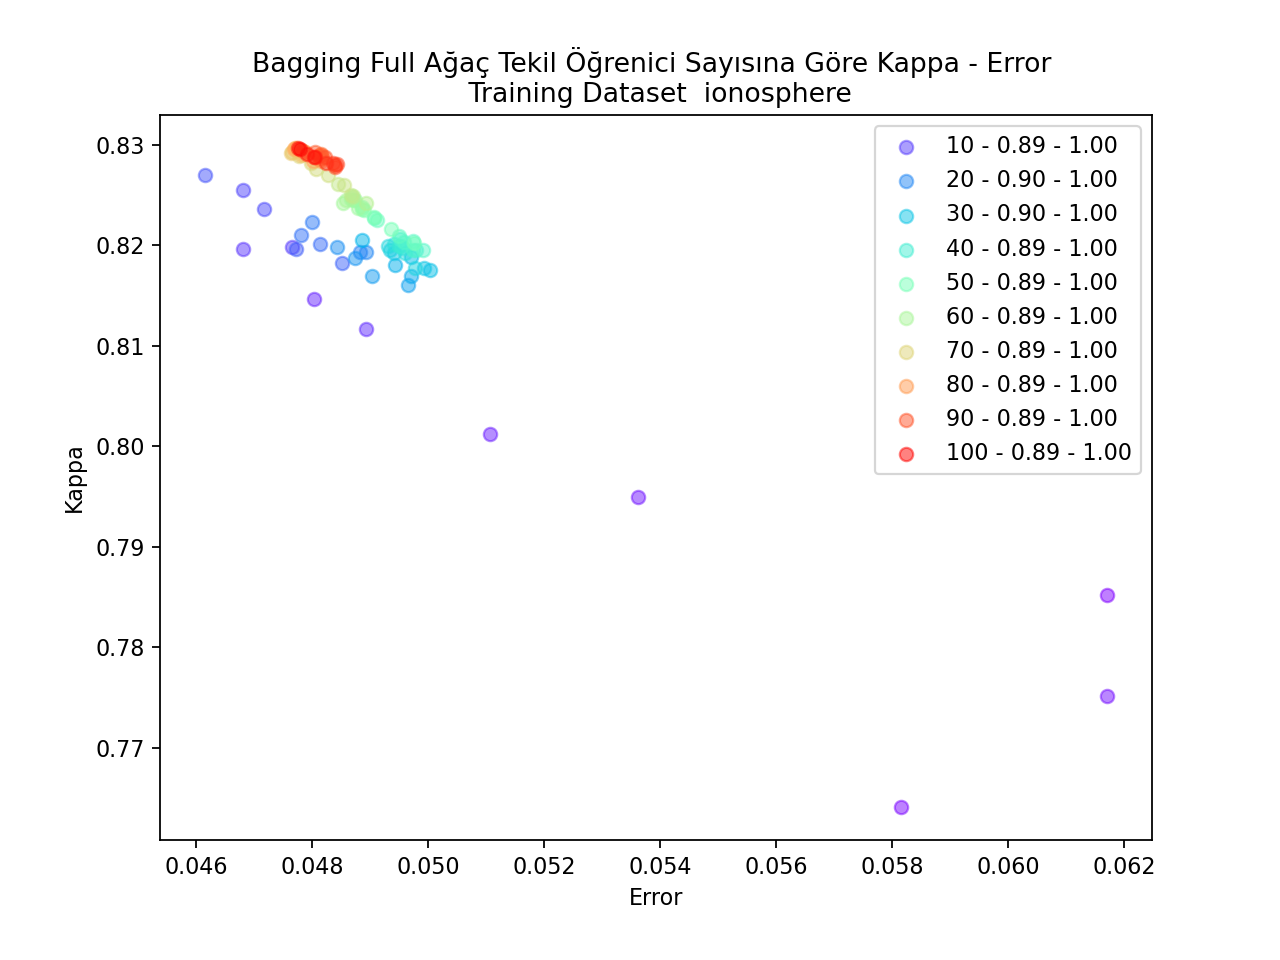 Bagging Full Ağaç Tekil Öğrenici Sayısına Göre Kappa - Error
Training Dataset  ionosphere
Kappa
0.83
0.82
0.81
0.80
0.79
0.78
0.77
10 - 0.89 - 1.00
20 - 0.90 - 1.00
30 - 0.90 - 1.00
40 - 0.89 - 1.00
50 - 0.89 - 1.00
60 - 0.89 - 1.00
70 - 0.89 - 1.00
80 - 0.89 - 1.00
90 - 0.89 - 1.00
100 - 0.89 - 1.00
0.046 0.048 0.050 0.052 0.054 0.056 0.058 0.060 0.062
Error